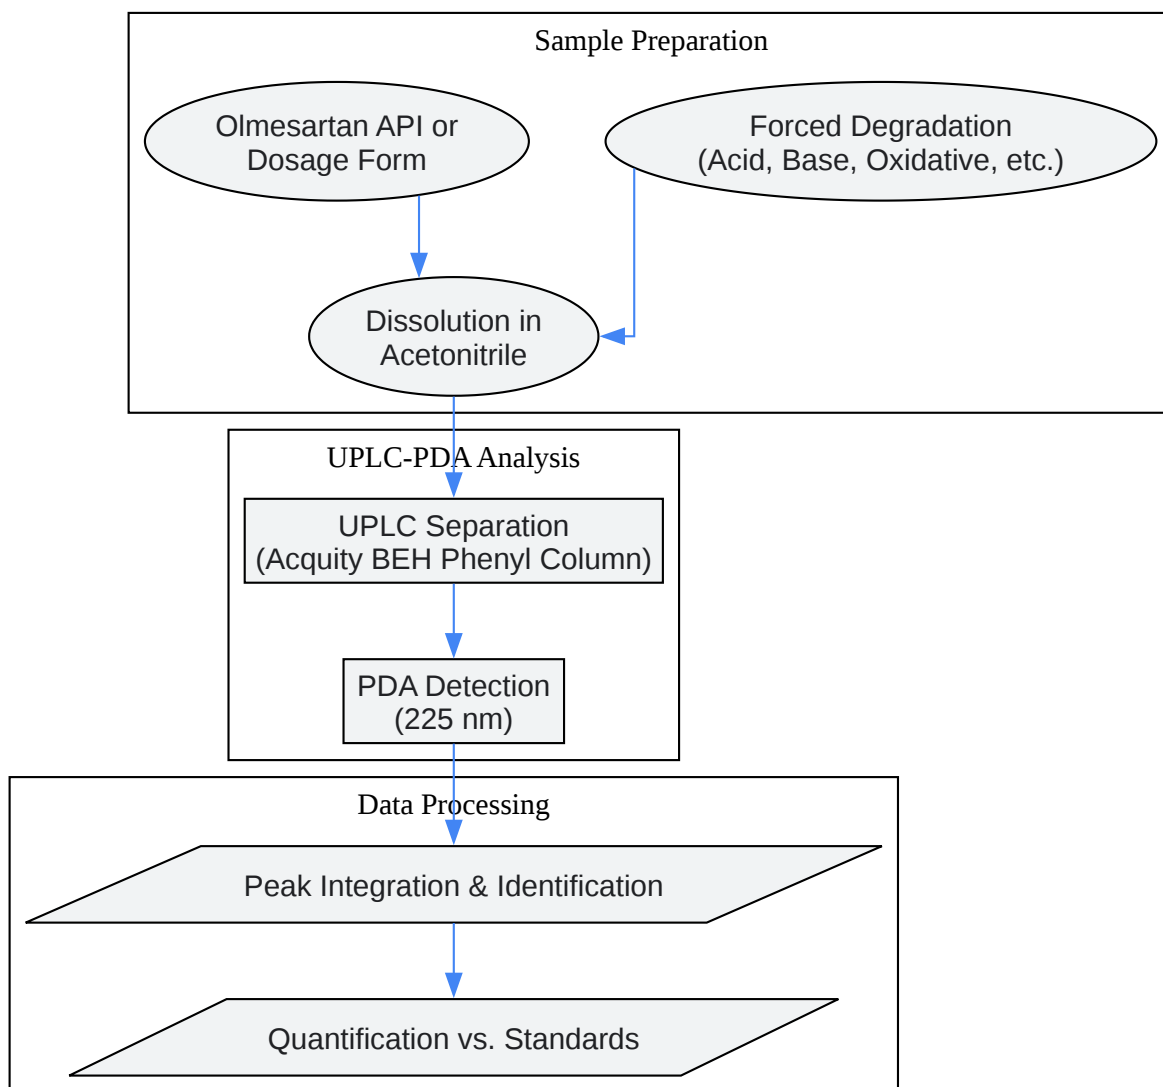 Sample Preparation
Olmesartan API or
Dosage Form
Forced Degradation
(Acid, Base, Oxidative, etc.)
Dissolution in
Acetonitrile
UPLC-PDA Analysis
UPLC Separation
(Acquity BEH Phenyl Column)
PDA Detection
(225 nm)
Data Processing
Peak Integration & Identification
Quantification vs. Standards